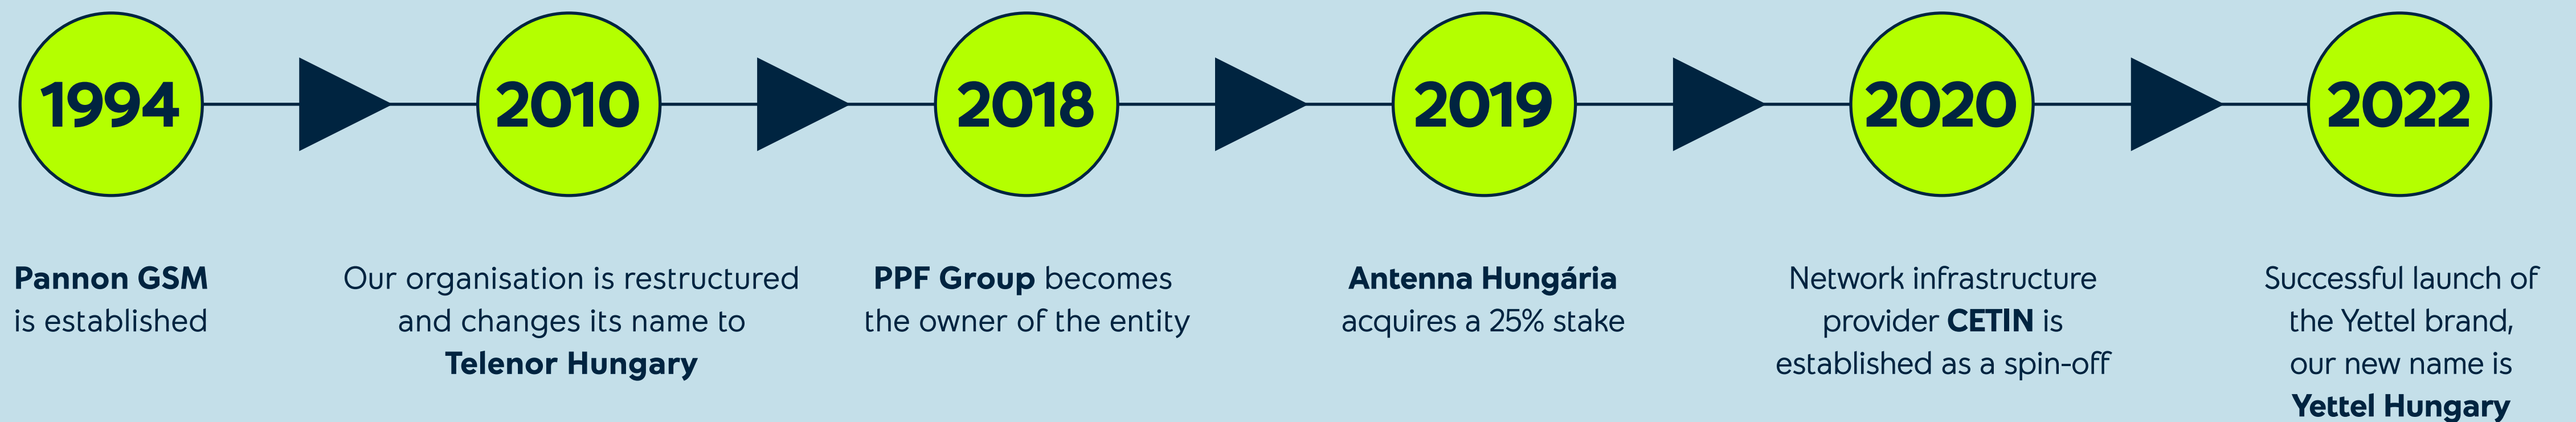 1994
2010
2018
2019
2020
2022
Pannon GSM
is established
Our organisation is restructured
and changes its name to
Telenor Hungary
PPF Group becomes
the owner of the entity
Antenna Hungária
acquires a 25% stake
Network infrastructure
provider CETIN is
established as a spin-off
Successful launch of
the Yettel brand,
our new name is
Yettel Hungary